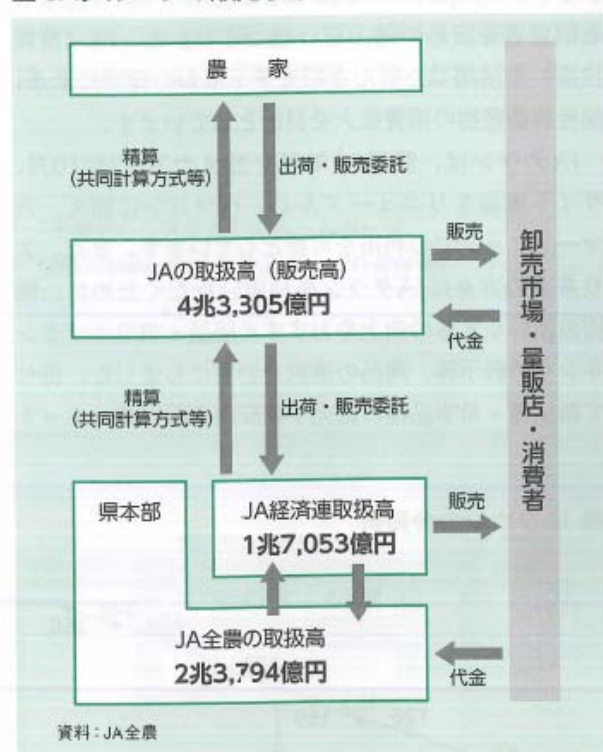 農　家
精算
(共同計算方式等)
出荷・販売委託
販売
JAの取扱高（販売高）
4兆3,305億円
代金
卸売市場・量販店・消費者
精算
(共同計算方式等)
出荷・販売委託
県本部
JA経済連取扱高
1兆7,053億円
販売
JA全農の取扱高
2兆3,794億円
代金
資料：JA全農